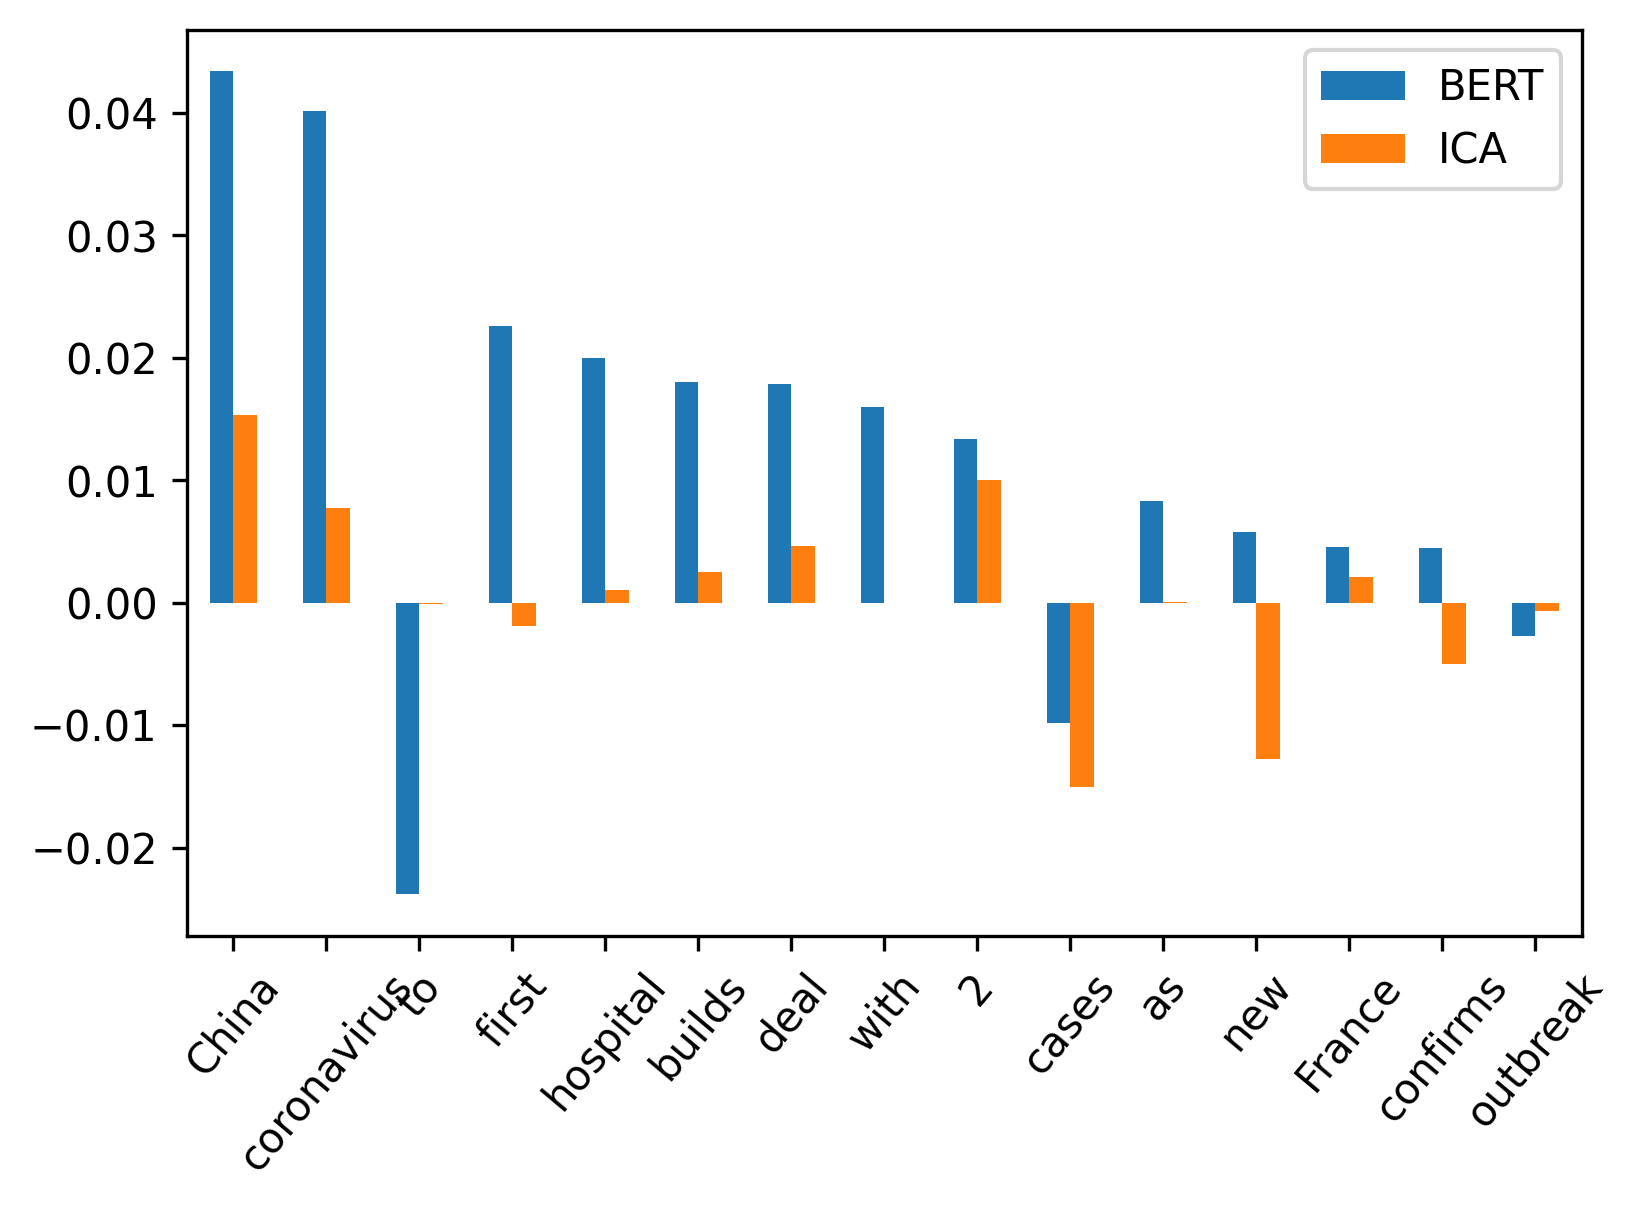 BERT
ICA
0.04
0.03
0.02
0.01
0.00
−0.01
−0.02
China
coronavirus
to
first
hospital
builds
deal
with
2
cases
as
new
France
confirms
outbreak